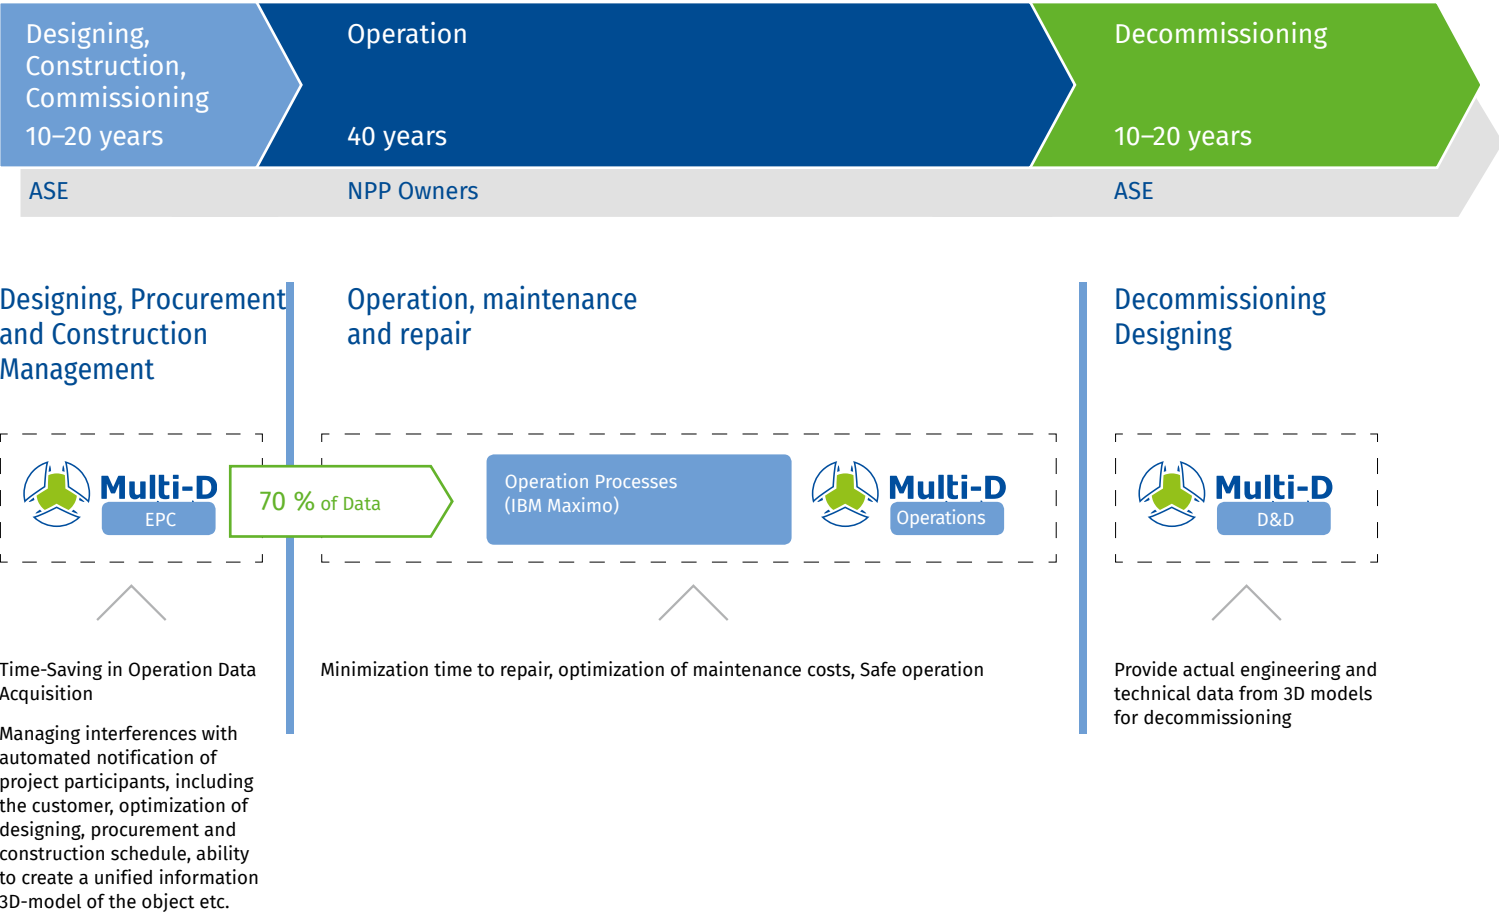 Designing,
Construction,
Commissioning
10–20 years
Operation
40 years
Decommissioning
10–20 years
ASE
NPP Owners
ASE
Designing, Procurement
and Construction
Management
Operation, maintenance
and repair
Decommissioning
Designing
Multi-D
EPC
70 % of Data
Operation Processes
(IBM Maximo)
Multi-D
Operations
Multi-D
D&D
Time-Saving in Operation Data
Acquisition
Managing interferences with
automated notification of
project participants, including
the customer, optimization of
designing, procurement and
construction schedule, ability
to create a unified information
3D-model of the object etc.
Minimization time to repair, optimization of maintenance costs, Safe operation
Provide actual engineering and
technical data from 3D models
for decommissioning